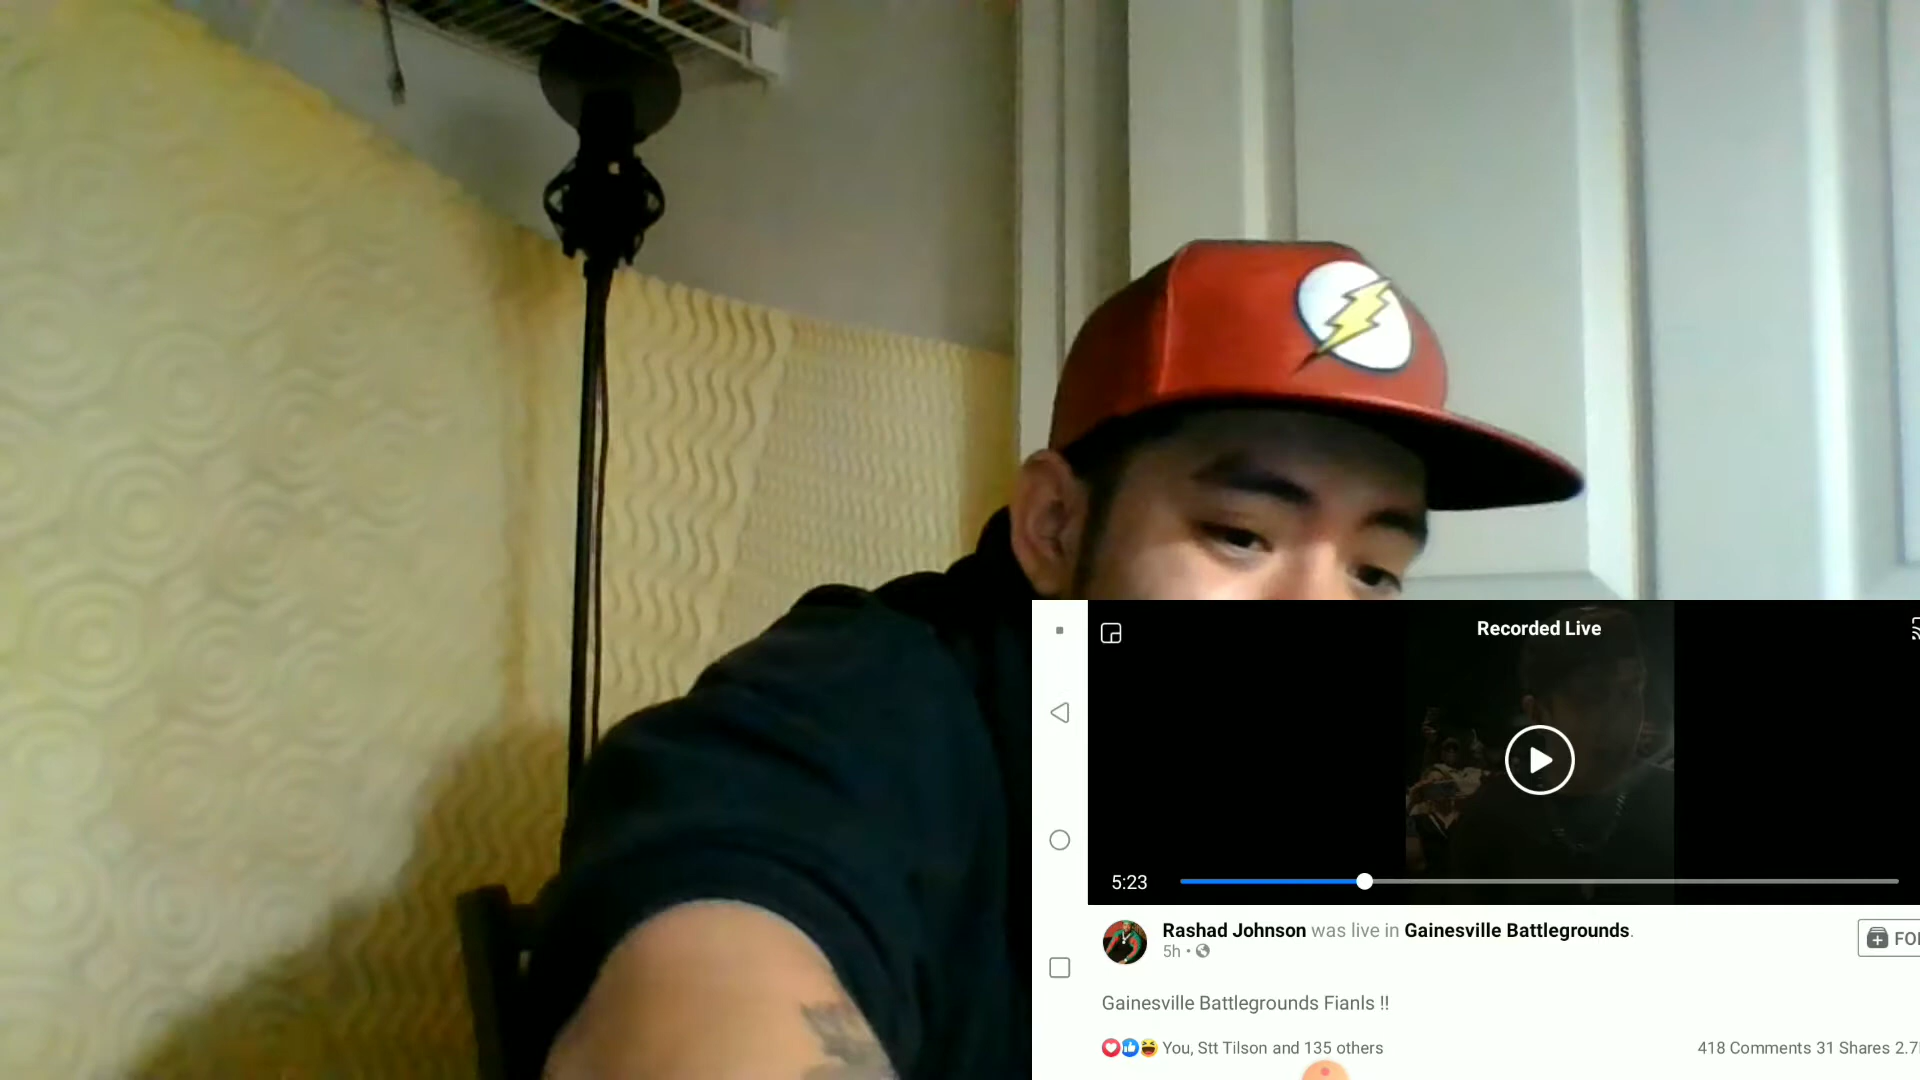 Recorded Live
5:23
Rashad Johnson was live in Gainesville Battlegrounds.
5h ·
Gainesville Battlegrounds Fianls !!
You, Stt Tilson and 135 others
418 Comments 31 Shares